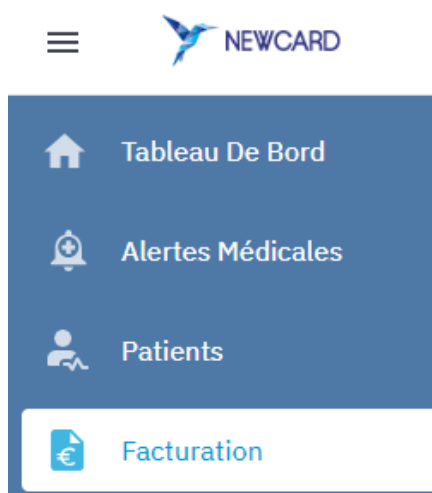 NEWCARD
Tableau De Bord
Alertes Médicales
Patients
Facturation